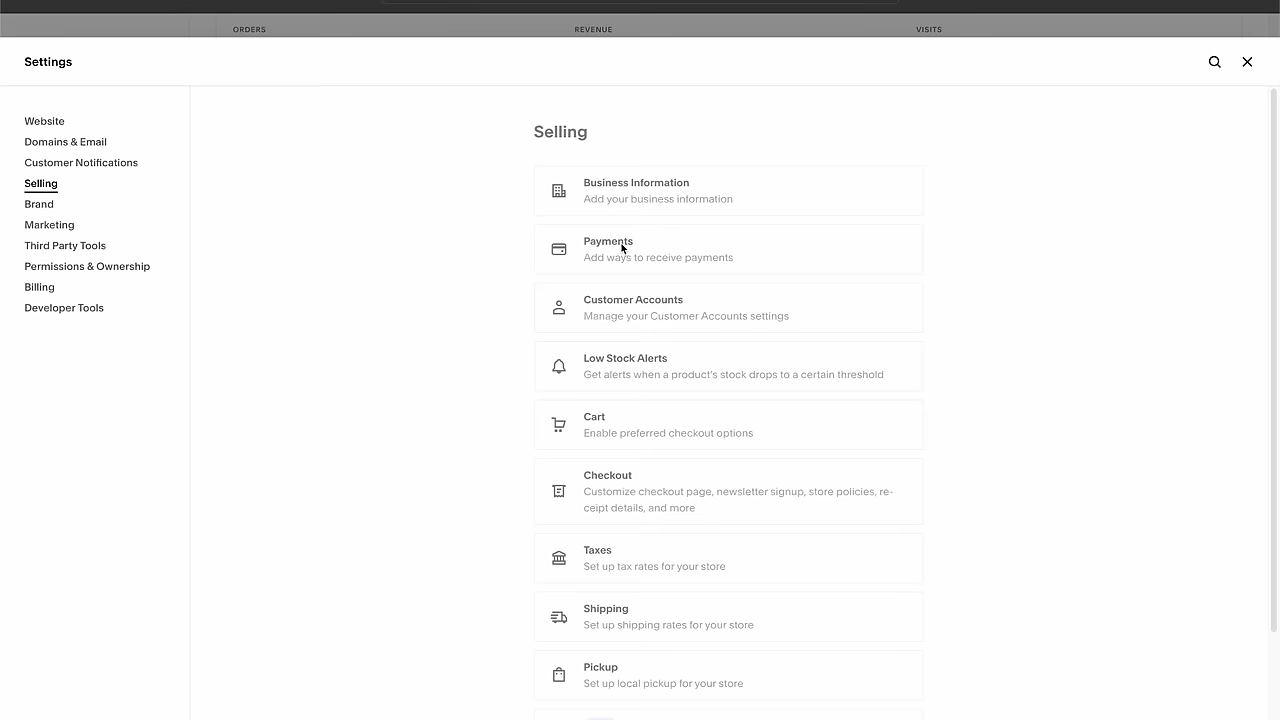 ORDERS
REVENUE
VISITS
Settings
Website
Domains & Email
Customer Notifications
Selling
Brand
Marketing
Third Party Tools
Permissions & Ownership
Billing
Developer Tools
Selling
Business Information
Add your business information
Payments
Add ways to receive payments
Customer Accounts
Manage your Customer Accounts settings
Low Stock Alerts
Get alerts when a product's stock drops to a certain threshold
Cart
Enable preferred checkout options
Checkout
Customize checkout page, newsletter signup, store policies, re-
ceipt details, and more
Taxes
Set up tax rates for your store
Shipping
Set up shipping rates for your store
Pickup
Set up local pickup for your store